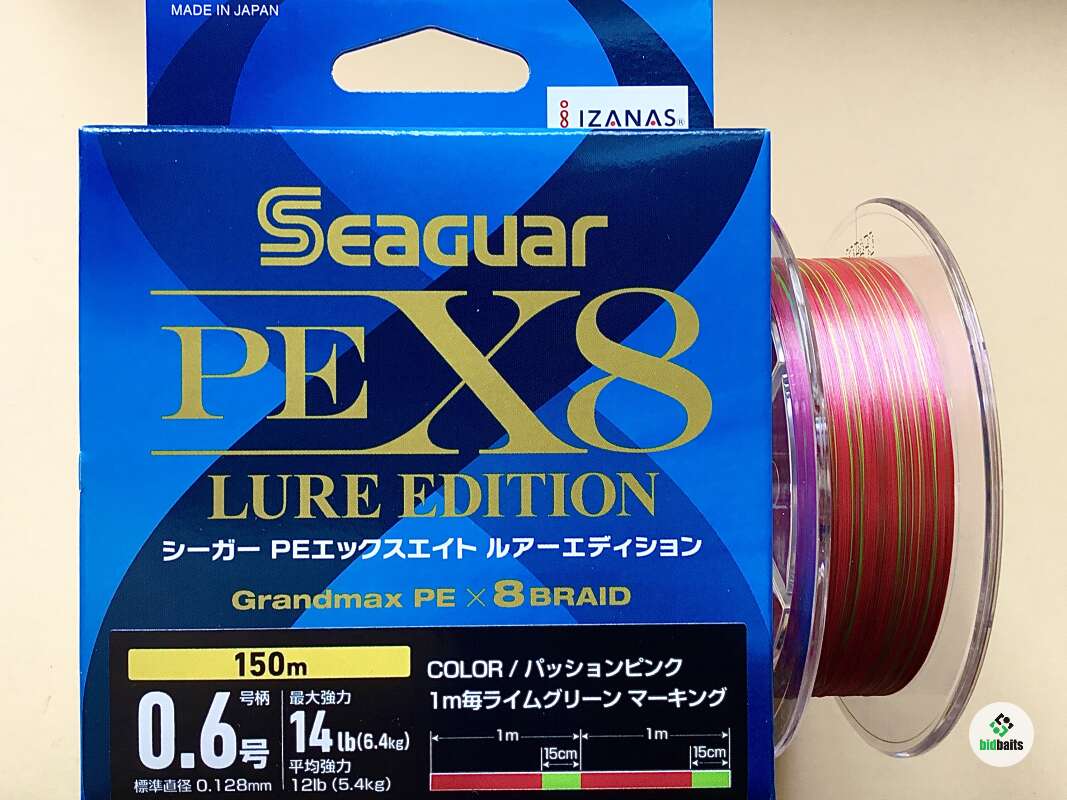 MADE IN JAPAN
IZANAS®
SEAGUAR
PE X8
LURE EDITION
シーガー PEエックスエイト ルアーエディション
Grandmax PE × 8 BRAID
150m
0.6号
号柄
標準直径 0.128mm
最大強力
14lb(6.4kg)
平均強力
12lb (5.4kg)
COLOR / パッションピンク
1m毎ライムグリーン マーキング
1m 1m
15cm 15cm
bidbaits